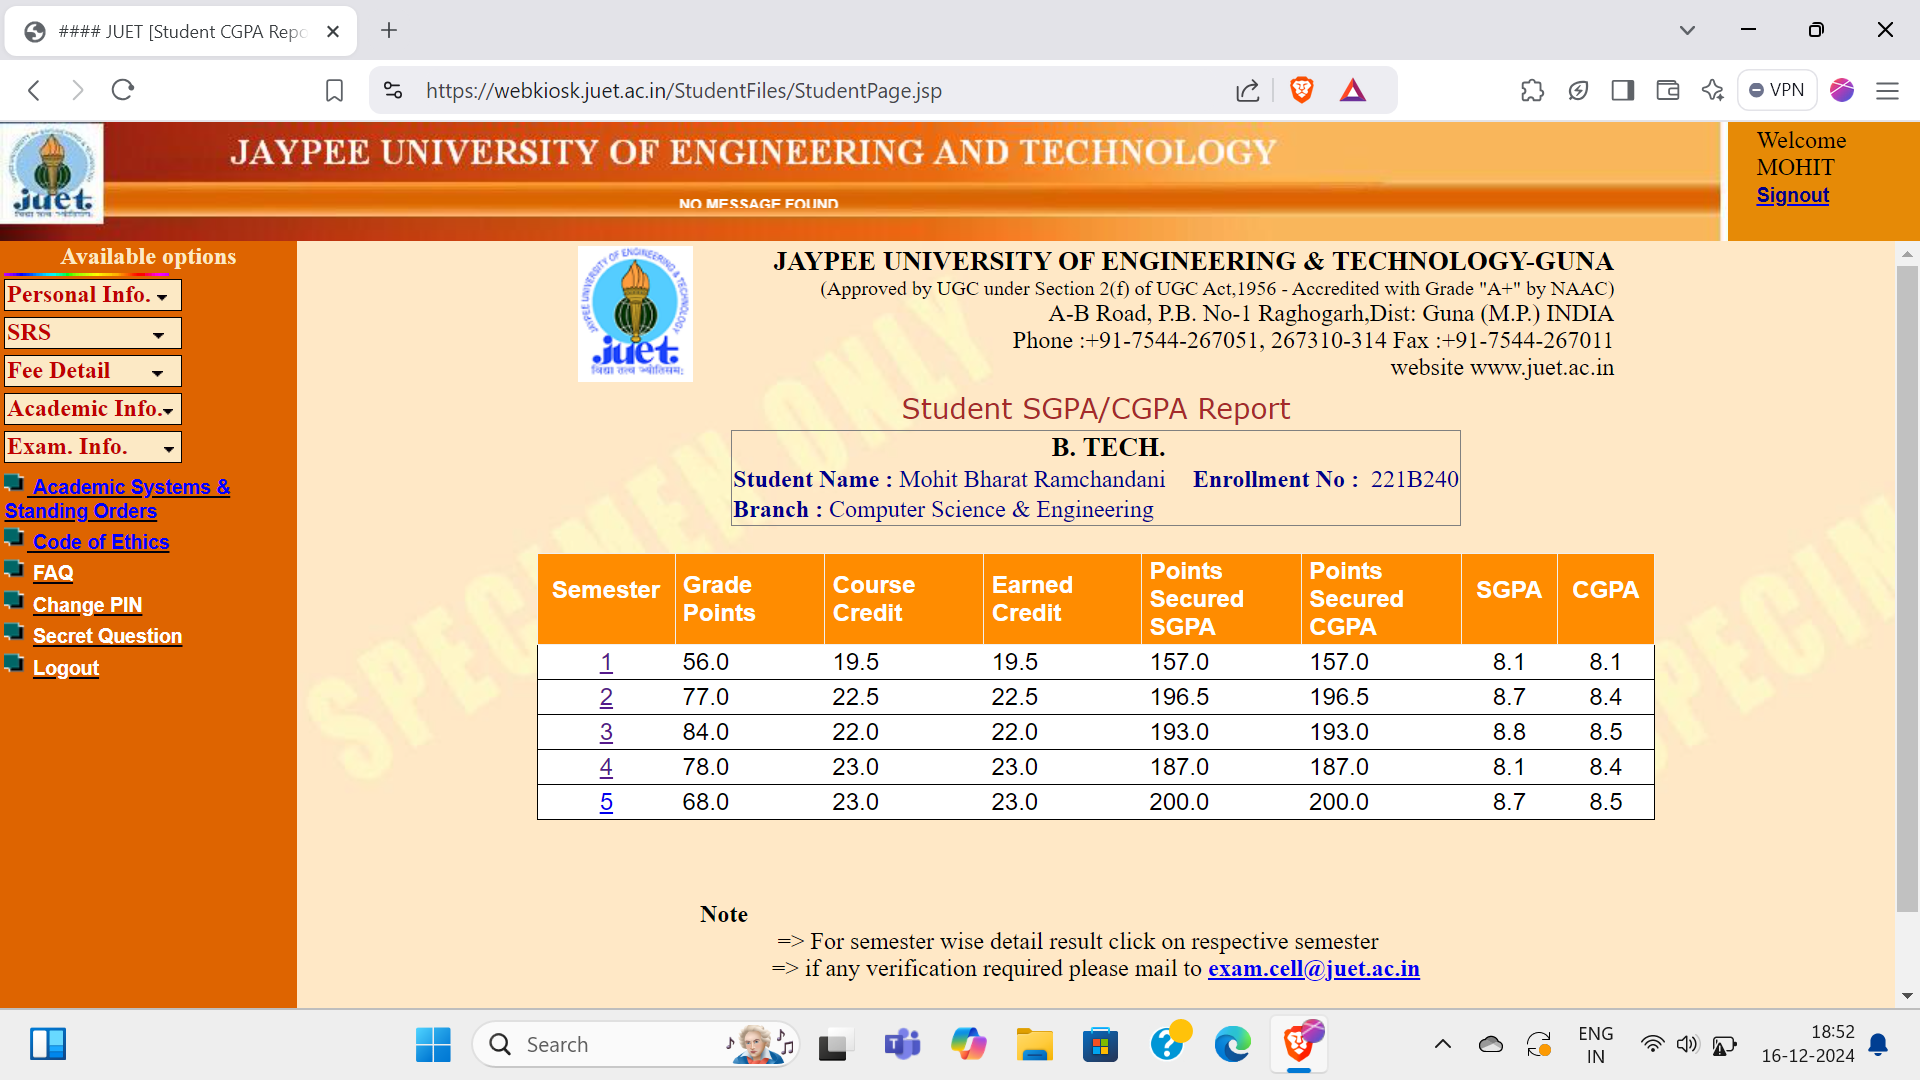 #### JUET [Student CGPA Repo
https://webkiosk.juet.ac.in/StudentFiles/StudentPage.jsp
VPN
juet
JAYPEE UNIVERSITY OF ENGINEERING AND TECHNOLOGY
NO MESSAGE FOUND
Welcome
MOHIT
Signout
Available options
Personal Info.
SRS
Fee Detail
Academic Info.
Exam. Info.
Academic Systems &
Standing Orders
Code of Ethics
FAQ
Change PIN
Secret Question
Logout
JAYPEE UNIVERSITY OF ENGINEERING & TECHNOLOGY
juet.
विद्या तत्व ज्योतिसम:
JAYPEE UNIVERSITY OF ENGINEERING & TECHNOLOGY-GUNA
(Approved by UGC under Section 2(f) of UGC Act,1956 - Accredited with Grade "A+" by NAAC)
A-B Road, P.B. No-1 Raghogarh,Dist: Guna (M.P.) INDIA
Phone :+91-7544-267051, 267310-314 Fax :+91-7544-267011
website www.juet.ac.in
Student SGPA/CGPA Report
B. TECH.
Student Name : Mohit Bharat Ramchandani Enrollment No : 221B240
Branch : Computer Science & Engineering
Semester Grade Points Course Credit Earned Credit Points Secured SGPA Points Secured CGPA SGPA CGPA
1 56.0 19.5 19.5 157.0 157.0 8.1 8.1
2 77.0 22.5 22.5 196.5 196.5 8.7 8.4
3 84.0 22.0 22.0 193.0 193.0 8.8 8.5
4 78.0 23.0 23.0 187.0 187.0 8.1 8.4
5 68.0 23.0 23.0 200.0 200.0 8.7 8.5
SPECIMEN ONLY
SPECIM
Note
=> For semester wise detail result click on respective semester
=> if any verification required please mail to exam.cell@juet.ac.in
Search
ENG
IN
18:52
16-12-2024